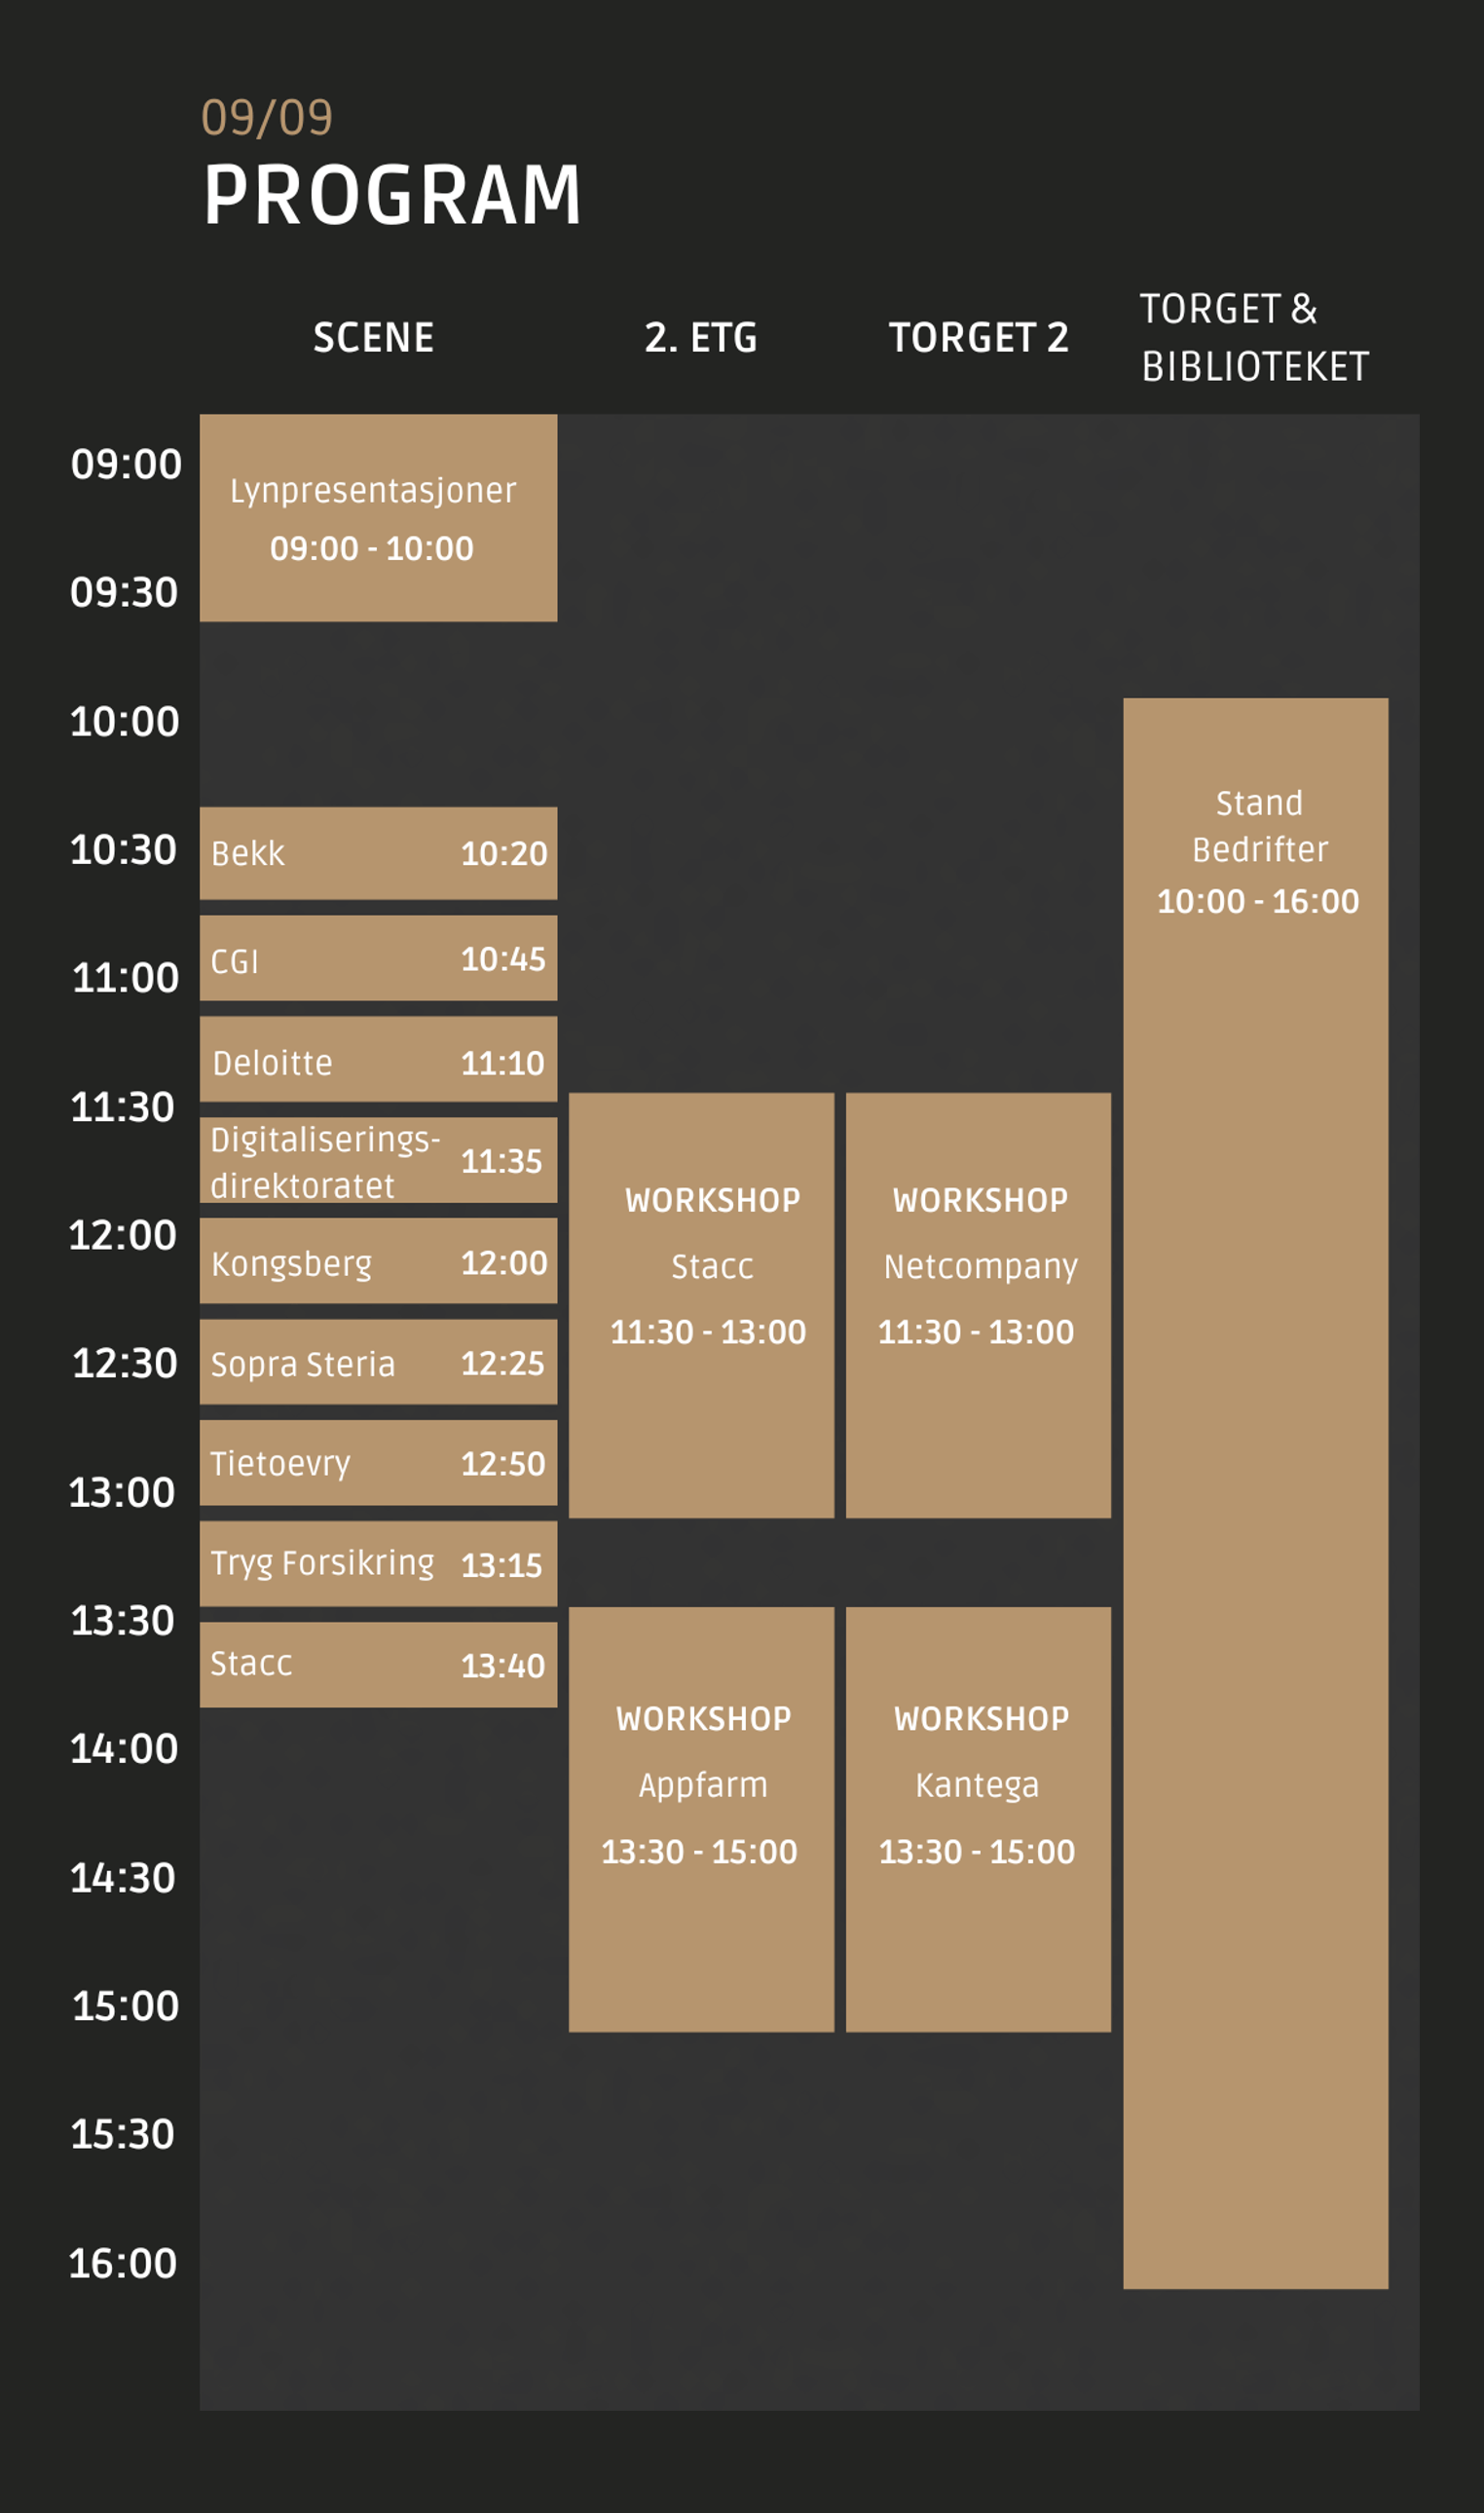 09/09
PROGRAM
SCENE
2. ETG
TORGET 2
TORGET &
BIBLIOTEKET
09:00
Lynpresentasjoner
09:00 - 10:00
09:30
10:00
10:30
Bekk 10:20
Stand
Bedrifter
10:00 - 16:00
CGI 10:45
11:00
Deloitte 11:10
11:30
Digitaliserings-
direktoratet 11:35
12:00
Kongsberg 12:00
WORKSHOP
Stacc
11:30 - 13:00
WORKSHOP
Netcompany
11:30 - 13:00
12:30
Sopra Steria 12:25
Tietoevry 12:50
13:00
Tryg Forsikring 13:15
13:30
Stacc 13:40
14:00
WORKSHOP
Appfarm
13:30 - 15:00
WORKSHOP
Kantega
13:30 - 15:00
14:30
15:00
15:30
16:00